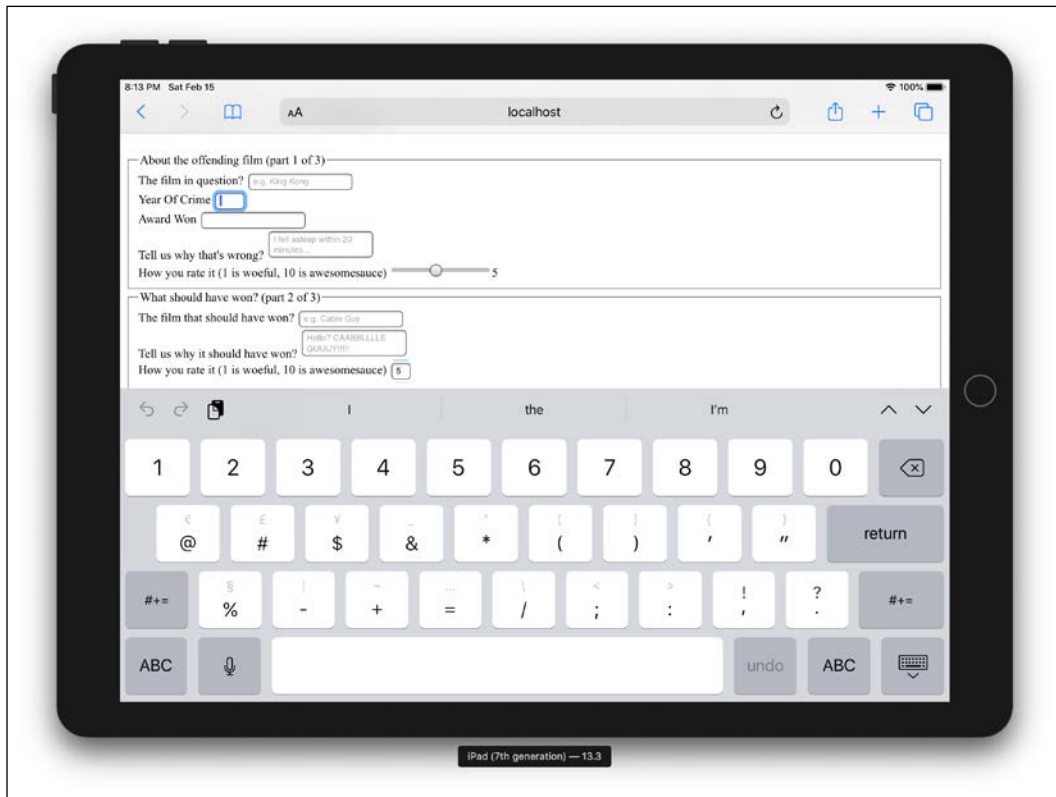 8:13 PM Sat Feb 15 100%
AA localhost
About the offending film (part 1 of 3)
The film in question? e.g. King Kong
Year Of Crime
Award Won
I fell asleep within 20
minutes...
Tell us why that's wrong?
How you rate it (1 is woeful, 10 is awesomesauce) 5
What should have won? (part 2 of 3)
The film that should have won? e.g. Cable Guy
Hello? CAABBLLLLE
GUUUY!!!!!
Tell us why it should have won?
How you rate it (1 is woeful, 10 is awesomesauce) 5
I the I'm
1 2 3 4 5 6 7 8 9 0
€ £ ¥ _ ^ [ ] { }
@ # $ & * ( ) ' "
return
§ | ~ … \ < > ! ?
#+= % - + = / ; : , . #+=
ABC undo ABC
iPad (7th generation) — 13.3